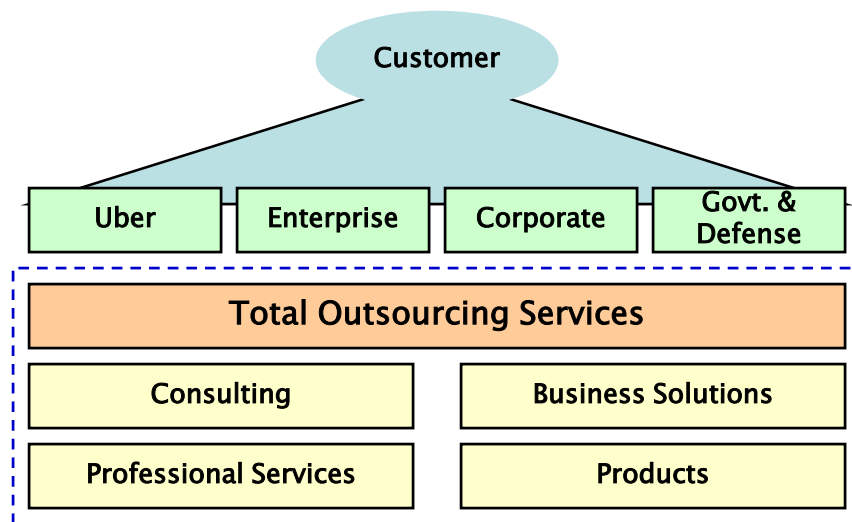 Customer
Uber
Enterprise
Corporate
Govt. &
Defense
Total Outsourcing Services
Consulting
Business Solutions
Professional Services
Products